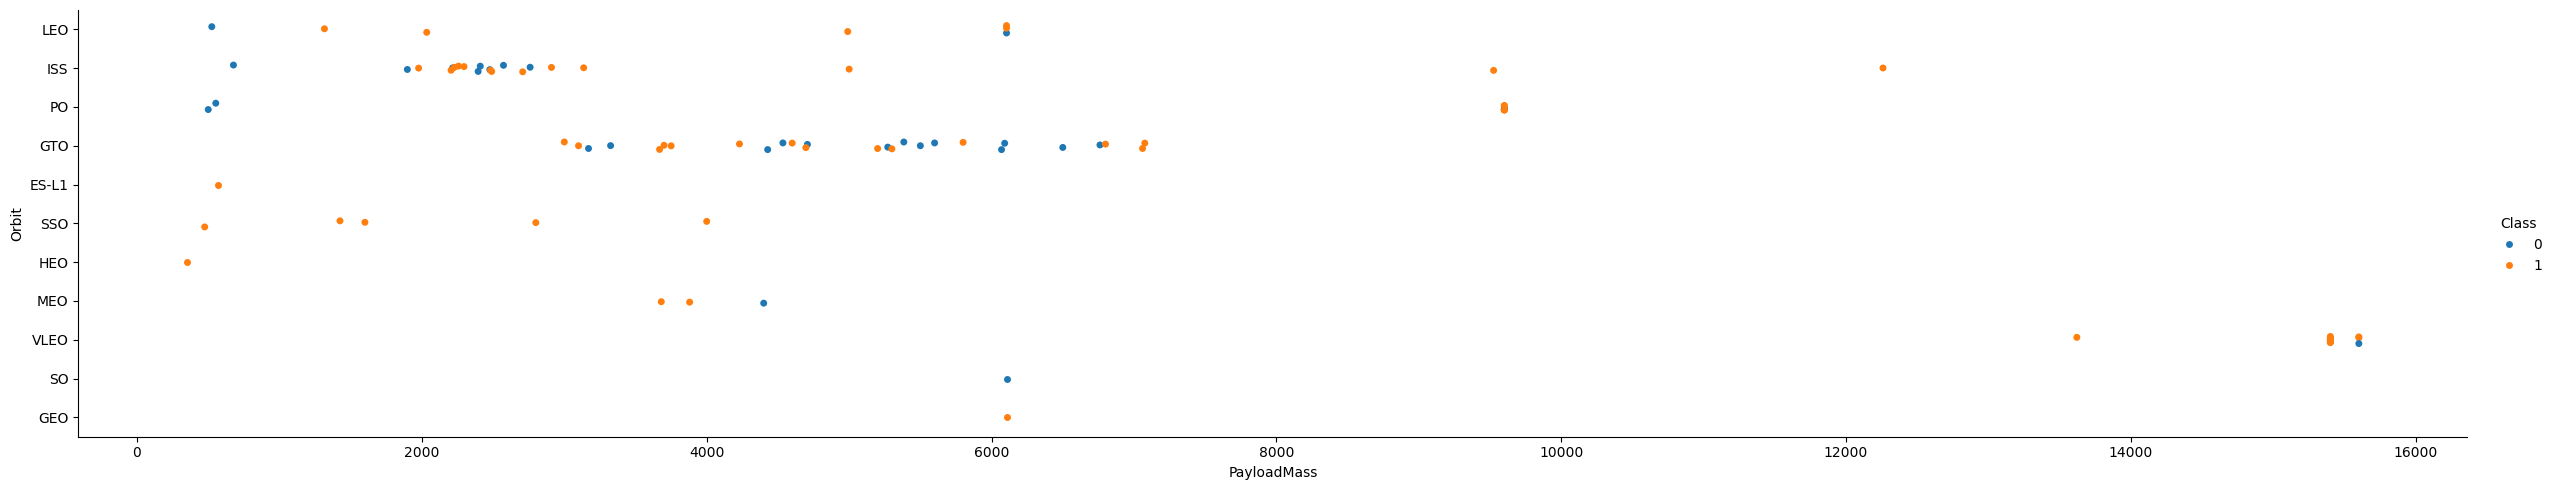 Orbit
LEO
ISS
PO
GTO
ES-L1
SSO
HEO
MEO
VLEO
SO
GEO
0 2000 4000 6000 8000 10000 12000 14000 16000
PayloadMass
Class
0
1